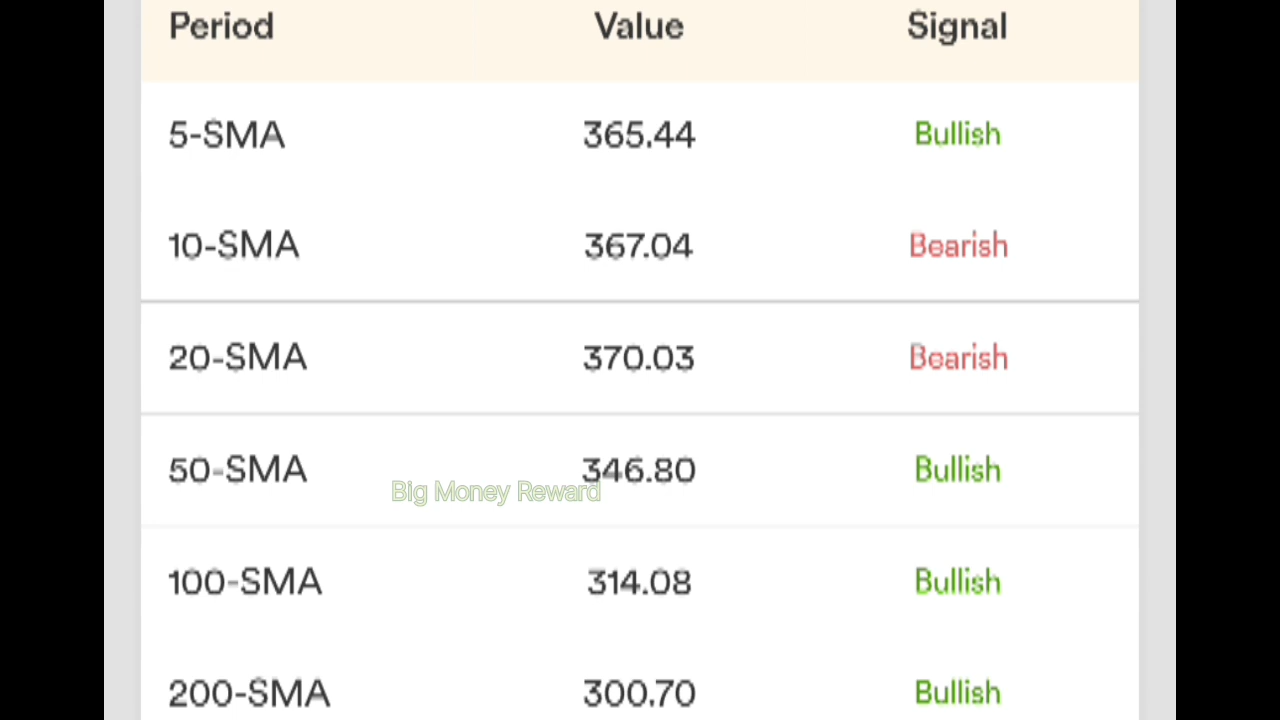 Period Value Signal
5-SMA 365.44 Bullish
10-SMA 367.04 Bearish
20-SMA 370.03 Bearish
50-SMA 346.80 Bullish
Big Money Reward
100-SMA 314.08 Bullish
200-SMA 300.70 Bullish